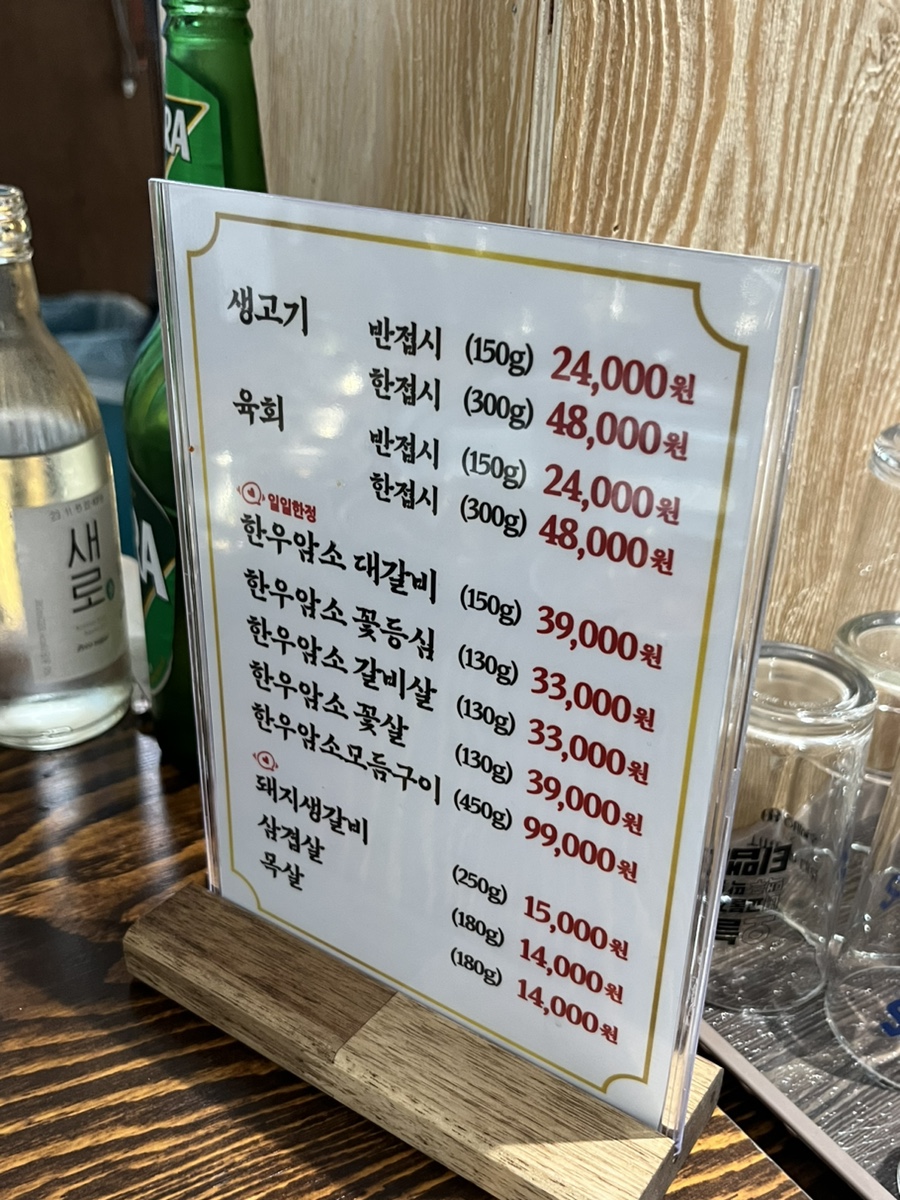 생고기
반접시 (150g) 24,000원
한접시 (300g) 48,000원
육회
반접시 (150g) 24,000원
한접시 (300g) 48,000원
일일한정
한우암소 대갈비 (150g) 39,000원
한우암소 꽃등심 (130g) 33,000원
한우암소 갈비살 (130g) 33,000원
한우암소 꽃살 (130g) 39,000원
한우암소모듬구이 (450g) 99,000원
돼지생갈비 (250g) 15,000원
삼겹살 (180g) 14,000원
목살 (180g) 14,000원
RA
RA
새로